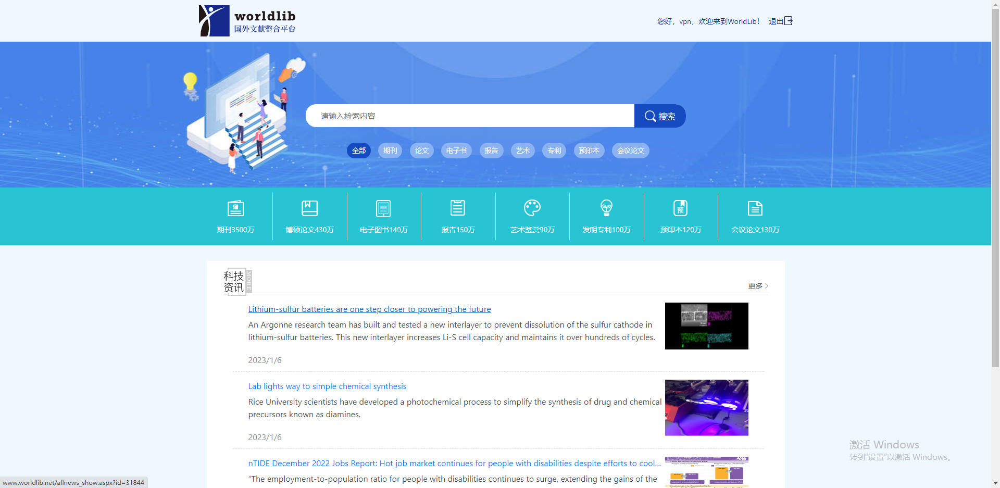 worldlib
国外文献整合平台
您好，vpn，欢迎来到WorldLib！ 退出
请输入检索内容
搜索
全部 期刊 论文 电子书 报告 艺术 专利 预印本 会议论文
预
期刊3500万 博硕论文430万 电子图书140万 报告150万 艺术鉴赏90万 发明专利100万 预印本120万 会议论文130万
科技
资讯
MORE
更多
Lithium-sulfur batteries are one step closer to powering the future
An Argonne research team has built and tested a new interlayer to prevent dissolution of the sulfur cathode in
lithium-sulfur batteries. This new interlayer increases Li-S cell capacity and maintains it over hundreds of cycles.
2023/1/6
Lab lights way to simple chemical synthesis
Rice University scientists have developed a photochemical process to simplify the synthesis of drug and chemical
precursors known as diamines.
2023/1/6
nTIDE December 2022 Jobs Report: Hot job market continues for people with disabilities despite efforts to cool...
“The employment-to-population ratio for people with disabilities continues to surge, extending the gains of the
激活 Windows
转到“设置”以激活 Windows。
www.worldlib.net/allnews_show.aspx?id=31844